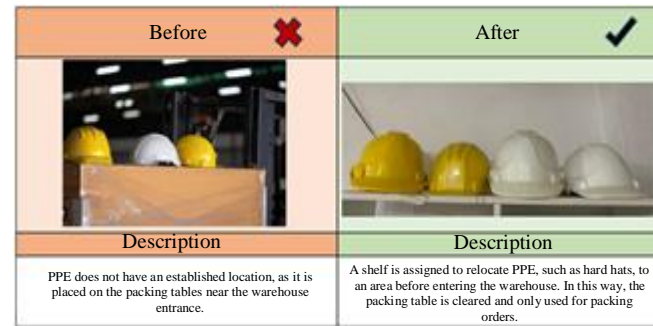 Before
After
Description
Description
PPE does not have an established location, as it is
placed on the packing tables near the warehouse
entrance.
A shelf is assigned to relocate PPE, such as hard hats, to
an area before entering the warehouse. In this way, the
packing table is cleared and only used for packing
orders.